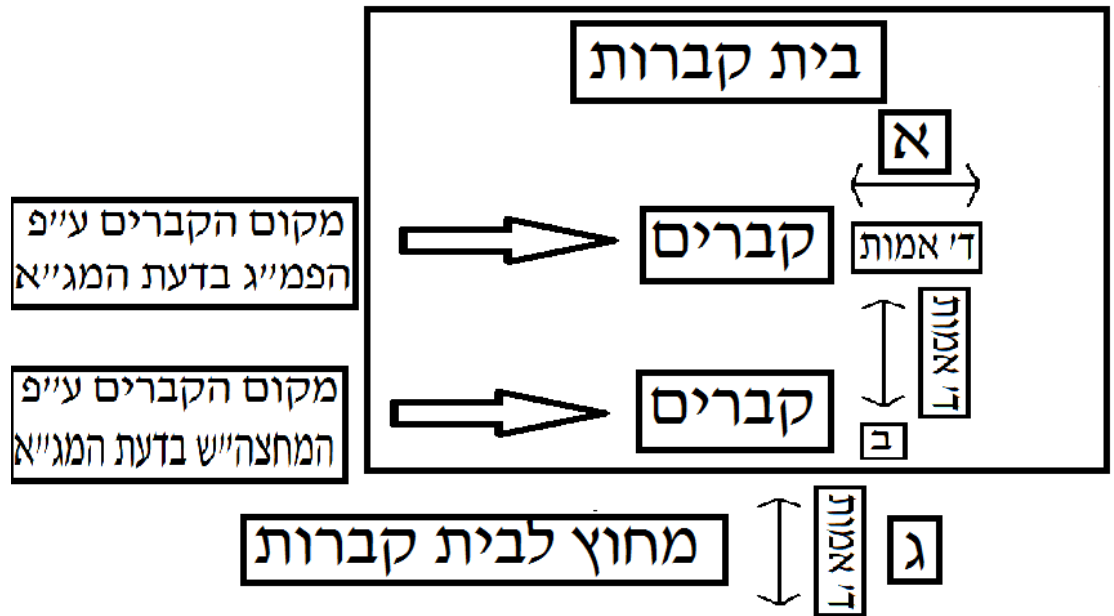 בית קברות
א
מקום הקברים ע"פ
הפמ"ג בדעת המג"א
קברים
ד' אמות
ד' אמות
מקום הקברים ע"פ
המחצה"ש בדעת המג"א
קברים
ב
מחוץ לבית קברות
ד' אמות
ג